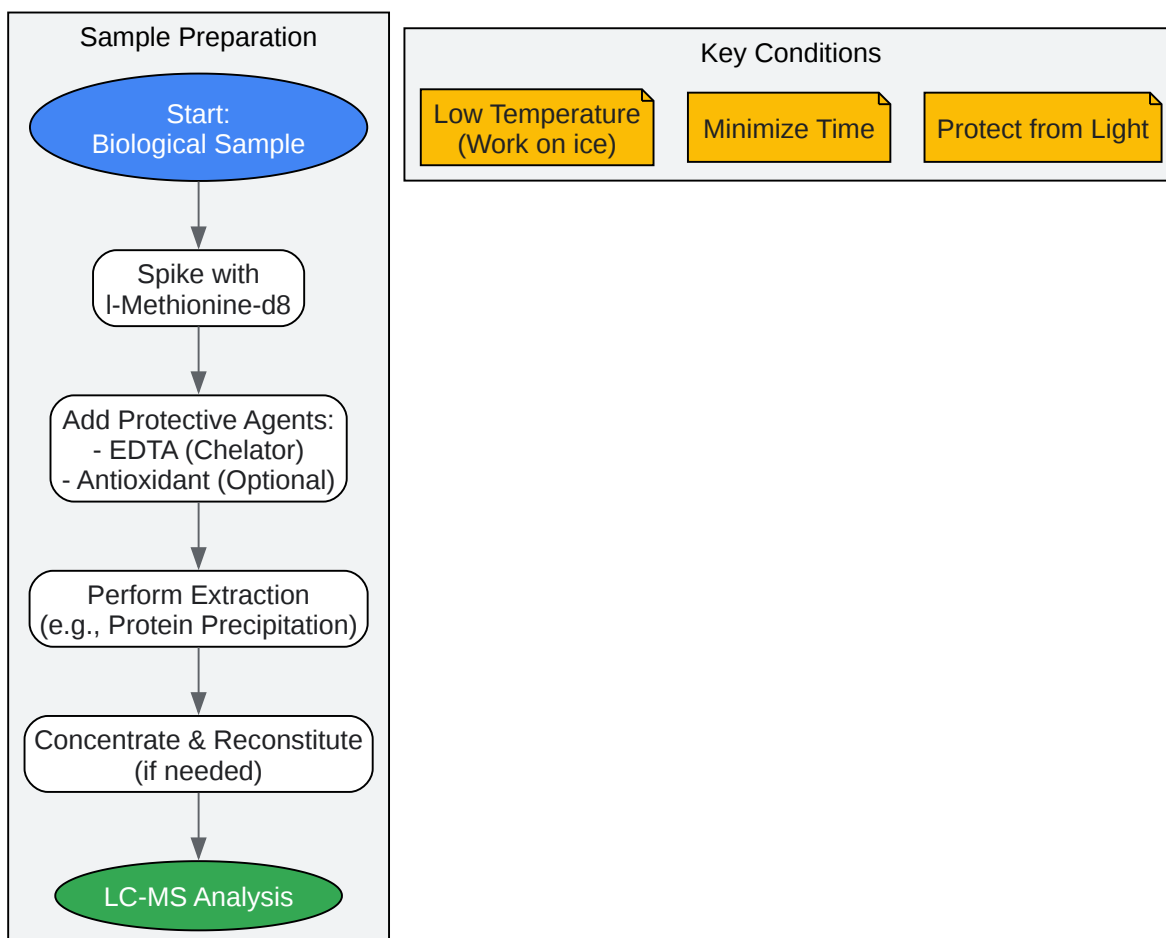 Sample Preparation
Start:
Biological Sample
Spike with
l-Methionine-d8
Add Protective Agents:
- EDTA (Chelator)
- Antioxidant (Optional)
Perform Extraction
(e.g., Protein Precipitation)
Concentrate & Reconstitute
(if needed)
LC-MS Analysis
Key Conditions
Low Temperature
(Work on ice)
Minimize Time
Protect from Light